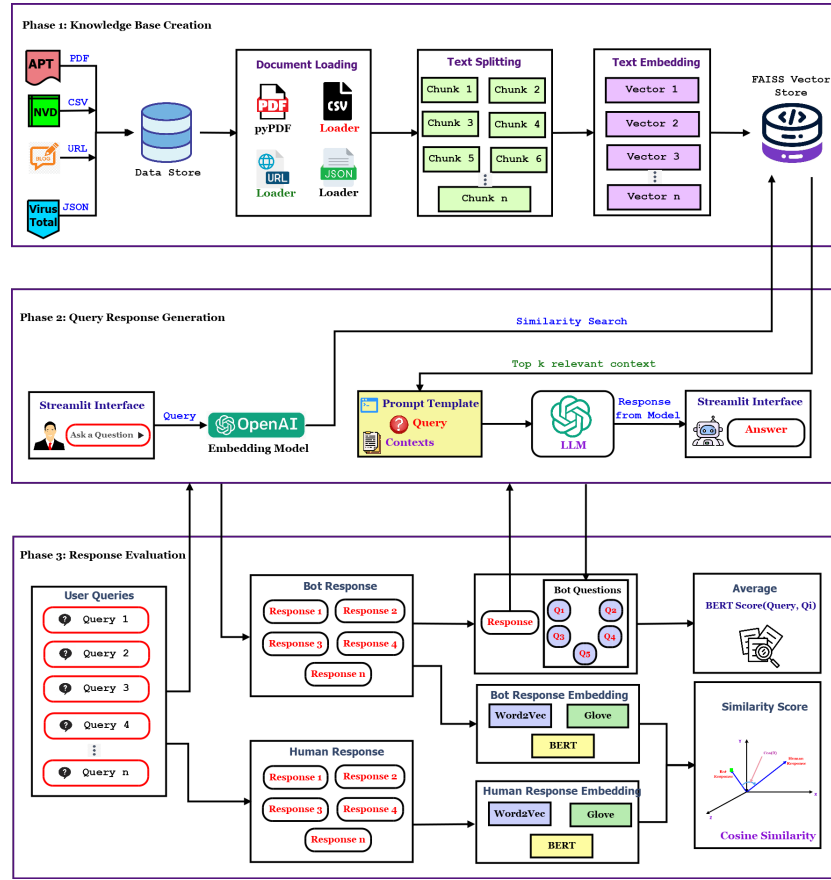 Phase 1: Knowledge Base Creation
APT
PDF
NVD
CSV
BLOG
URL
Virus
Total
JSON
Data Store
Document Loading
PDF
pyPDF
CSV
Loader
URL
Loader
JSON
Loader
Text Splitting
Chunk 1
Chunk 2
Chunk 3
Chunk 4
Chunk 5
Chunk 6
Chunk n
Text Embedding
Vector 1
Vector 2
Vector 3
Vector n
FAISS Vector
Store
Phase 2: Query Response Generation
Similarity Search
Top k relevant context
Streamlit Interface
Ask a Question
Query
OpenAI
Embedding Model
Prompt Template
Query
Contexts
LLM
Response
from Model
Streamlit Interface
Answer
Phase 3: Response Evaluation
User Queries
Query 1
Query 2
Query 3
Query 4
Query n
Bot Response
Response 1
Response 2
Response 3
Response 4
Response n
Human Response
Response 1
Response 2
Response 3
Response 4
Response n
Response
Bot Questions
Q1
Q2
Q3
Q4
Q5
Average
BERT Score(Query, Qi)
Bot Response Embedding
Word2Vec
Glove
BERT
Human Response Embedding
Word2Vec
Glove
BERT
Similarity Score
Y
Bot
Response
Human
Response
X
Z
Cosine Similarity